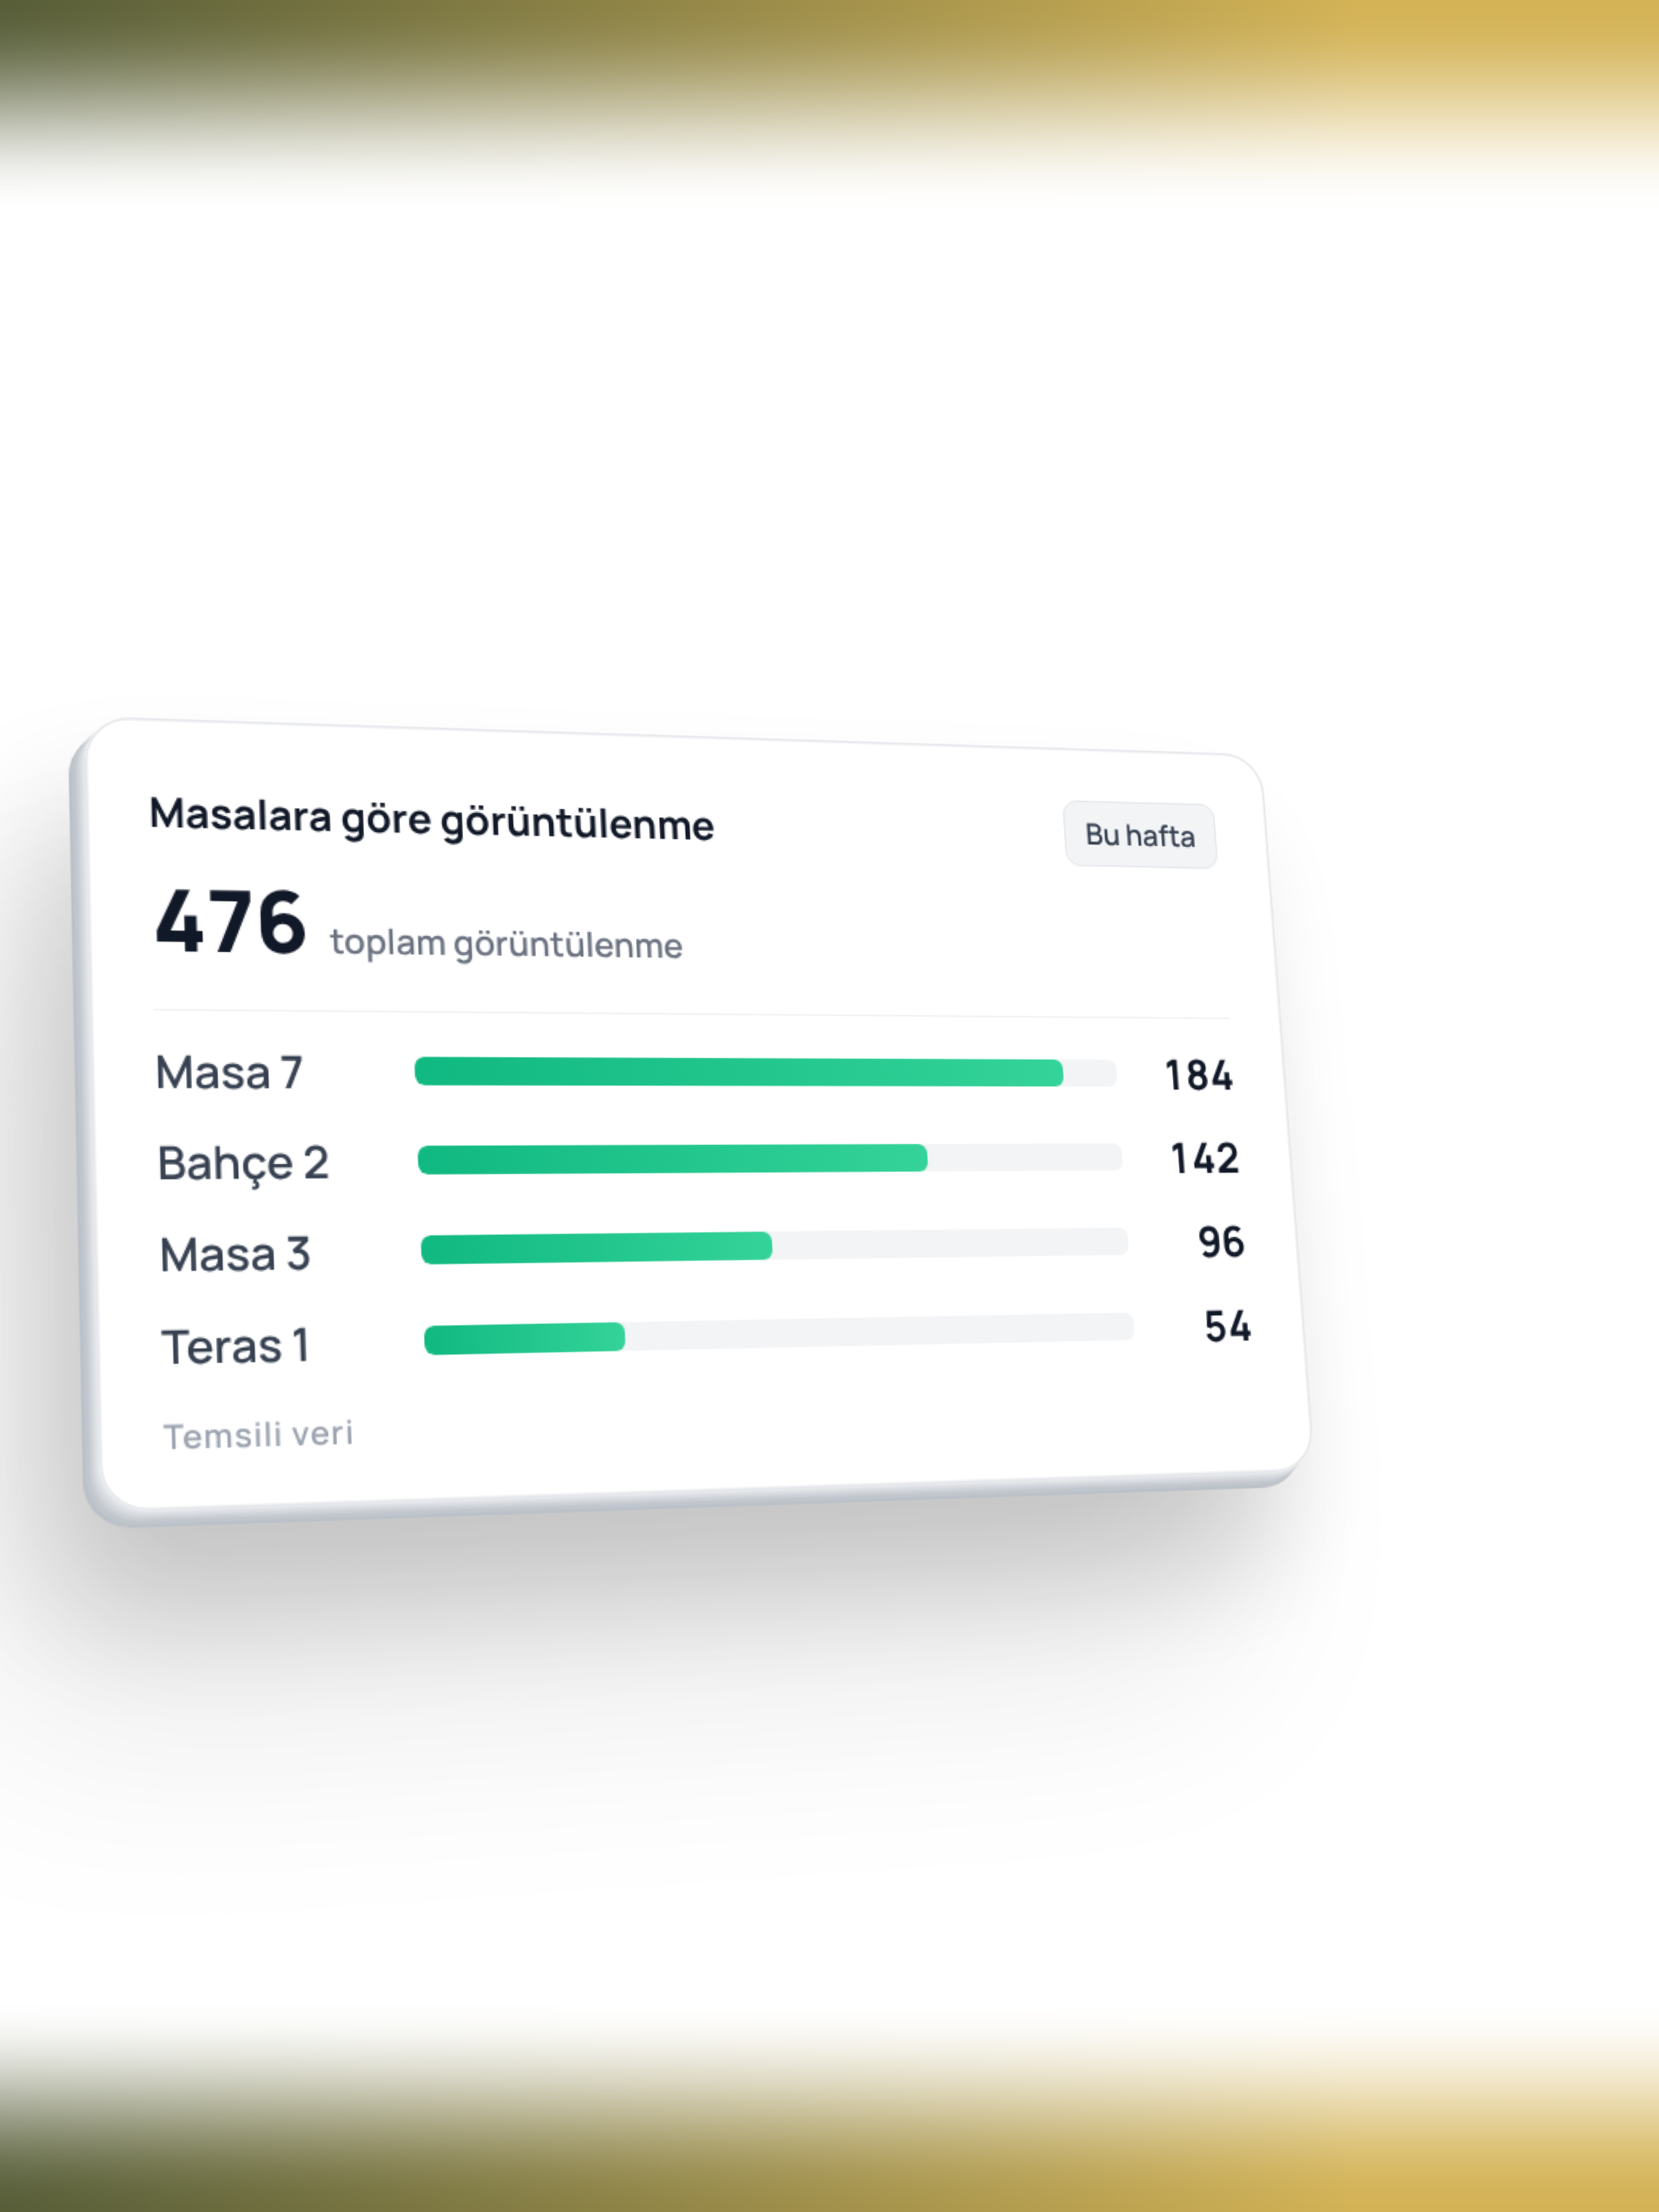 Masalara göre görüntülenme
Bu hafta
476 toplam görüntülenme
Masa 7 184
Bahçe 2 142
Masa 3 96
Teras 1 54
Temsili veri